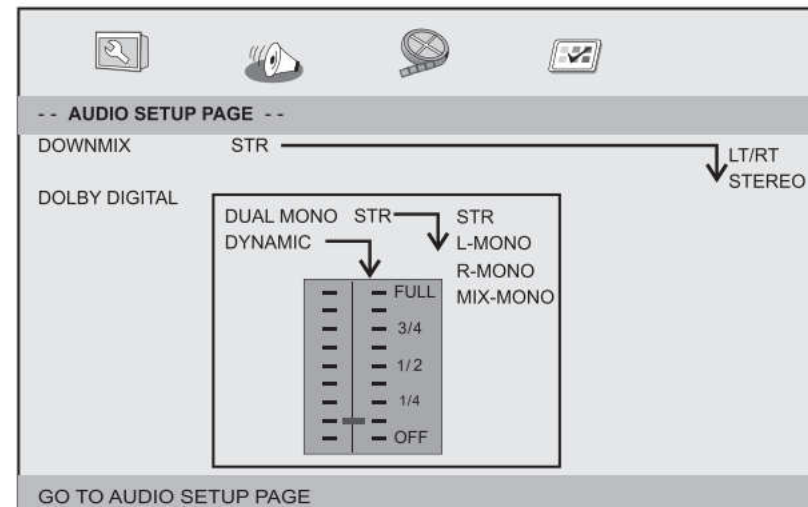 -- AUDIO SETUP PAGE --
DOWNMIX STR LT/RT
STEREO
DOLBY DIGITAL
DUAL MONO STR STR
DYNAMIC L-MONO
R-MONO
FULL MIX-MONO
3/4
1/2
1/4
OFF
GO TO AUDIO SETUP PAGE